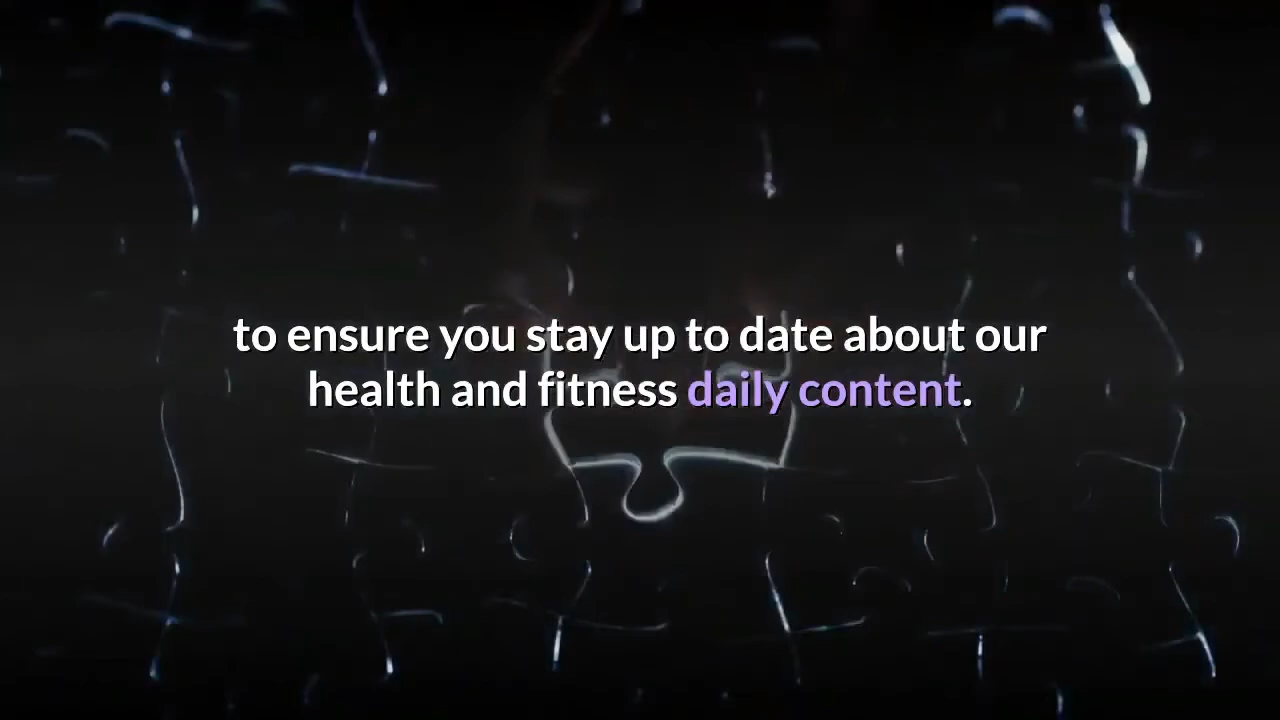 to ensure you stay up to date about our
health and fitness daily content.